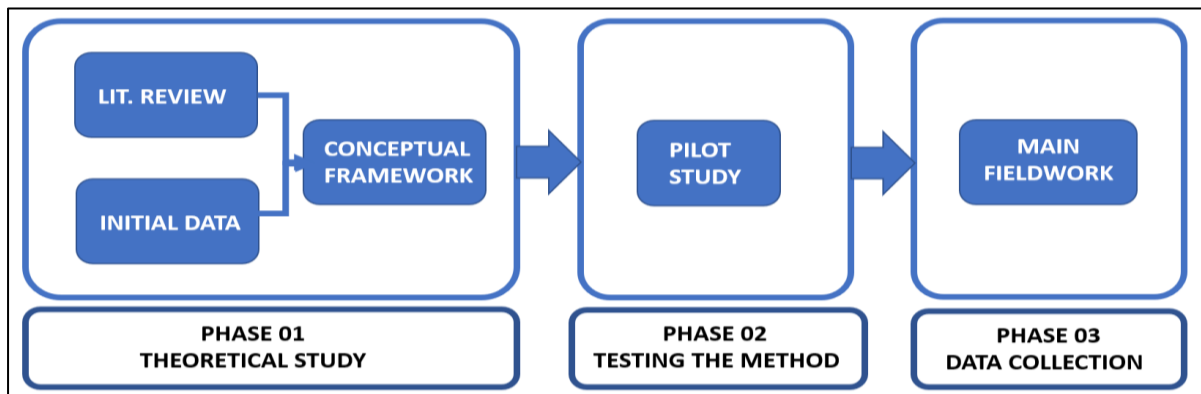 LIT. REVIEW
INITIAL DATA
CONCEPTUAL
FRAMEWORK
PILOT
STUDY
MAIN
FIELDWORK
PHASE 01
THEORETICAL STUDY
PHASE 02
TESTING THE METHOD
PHASE 03
DATA COLLECTION